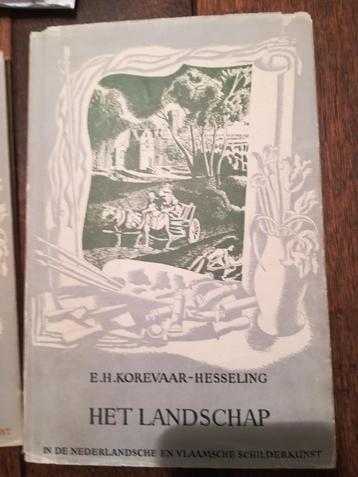 E.H. KOREVAAR-HESSELING
HET LANDSCHAP
IN DE NEDERLANDSCHE EN VLAAMSCHE SCHILDERKUNST